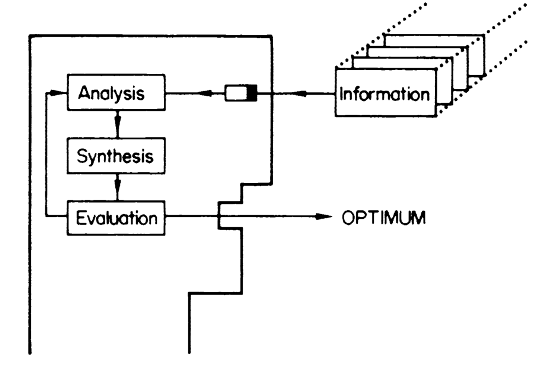 Analysis
Information
Synthesis
Evaluation
OPTIMUM